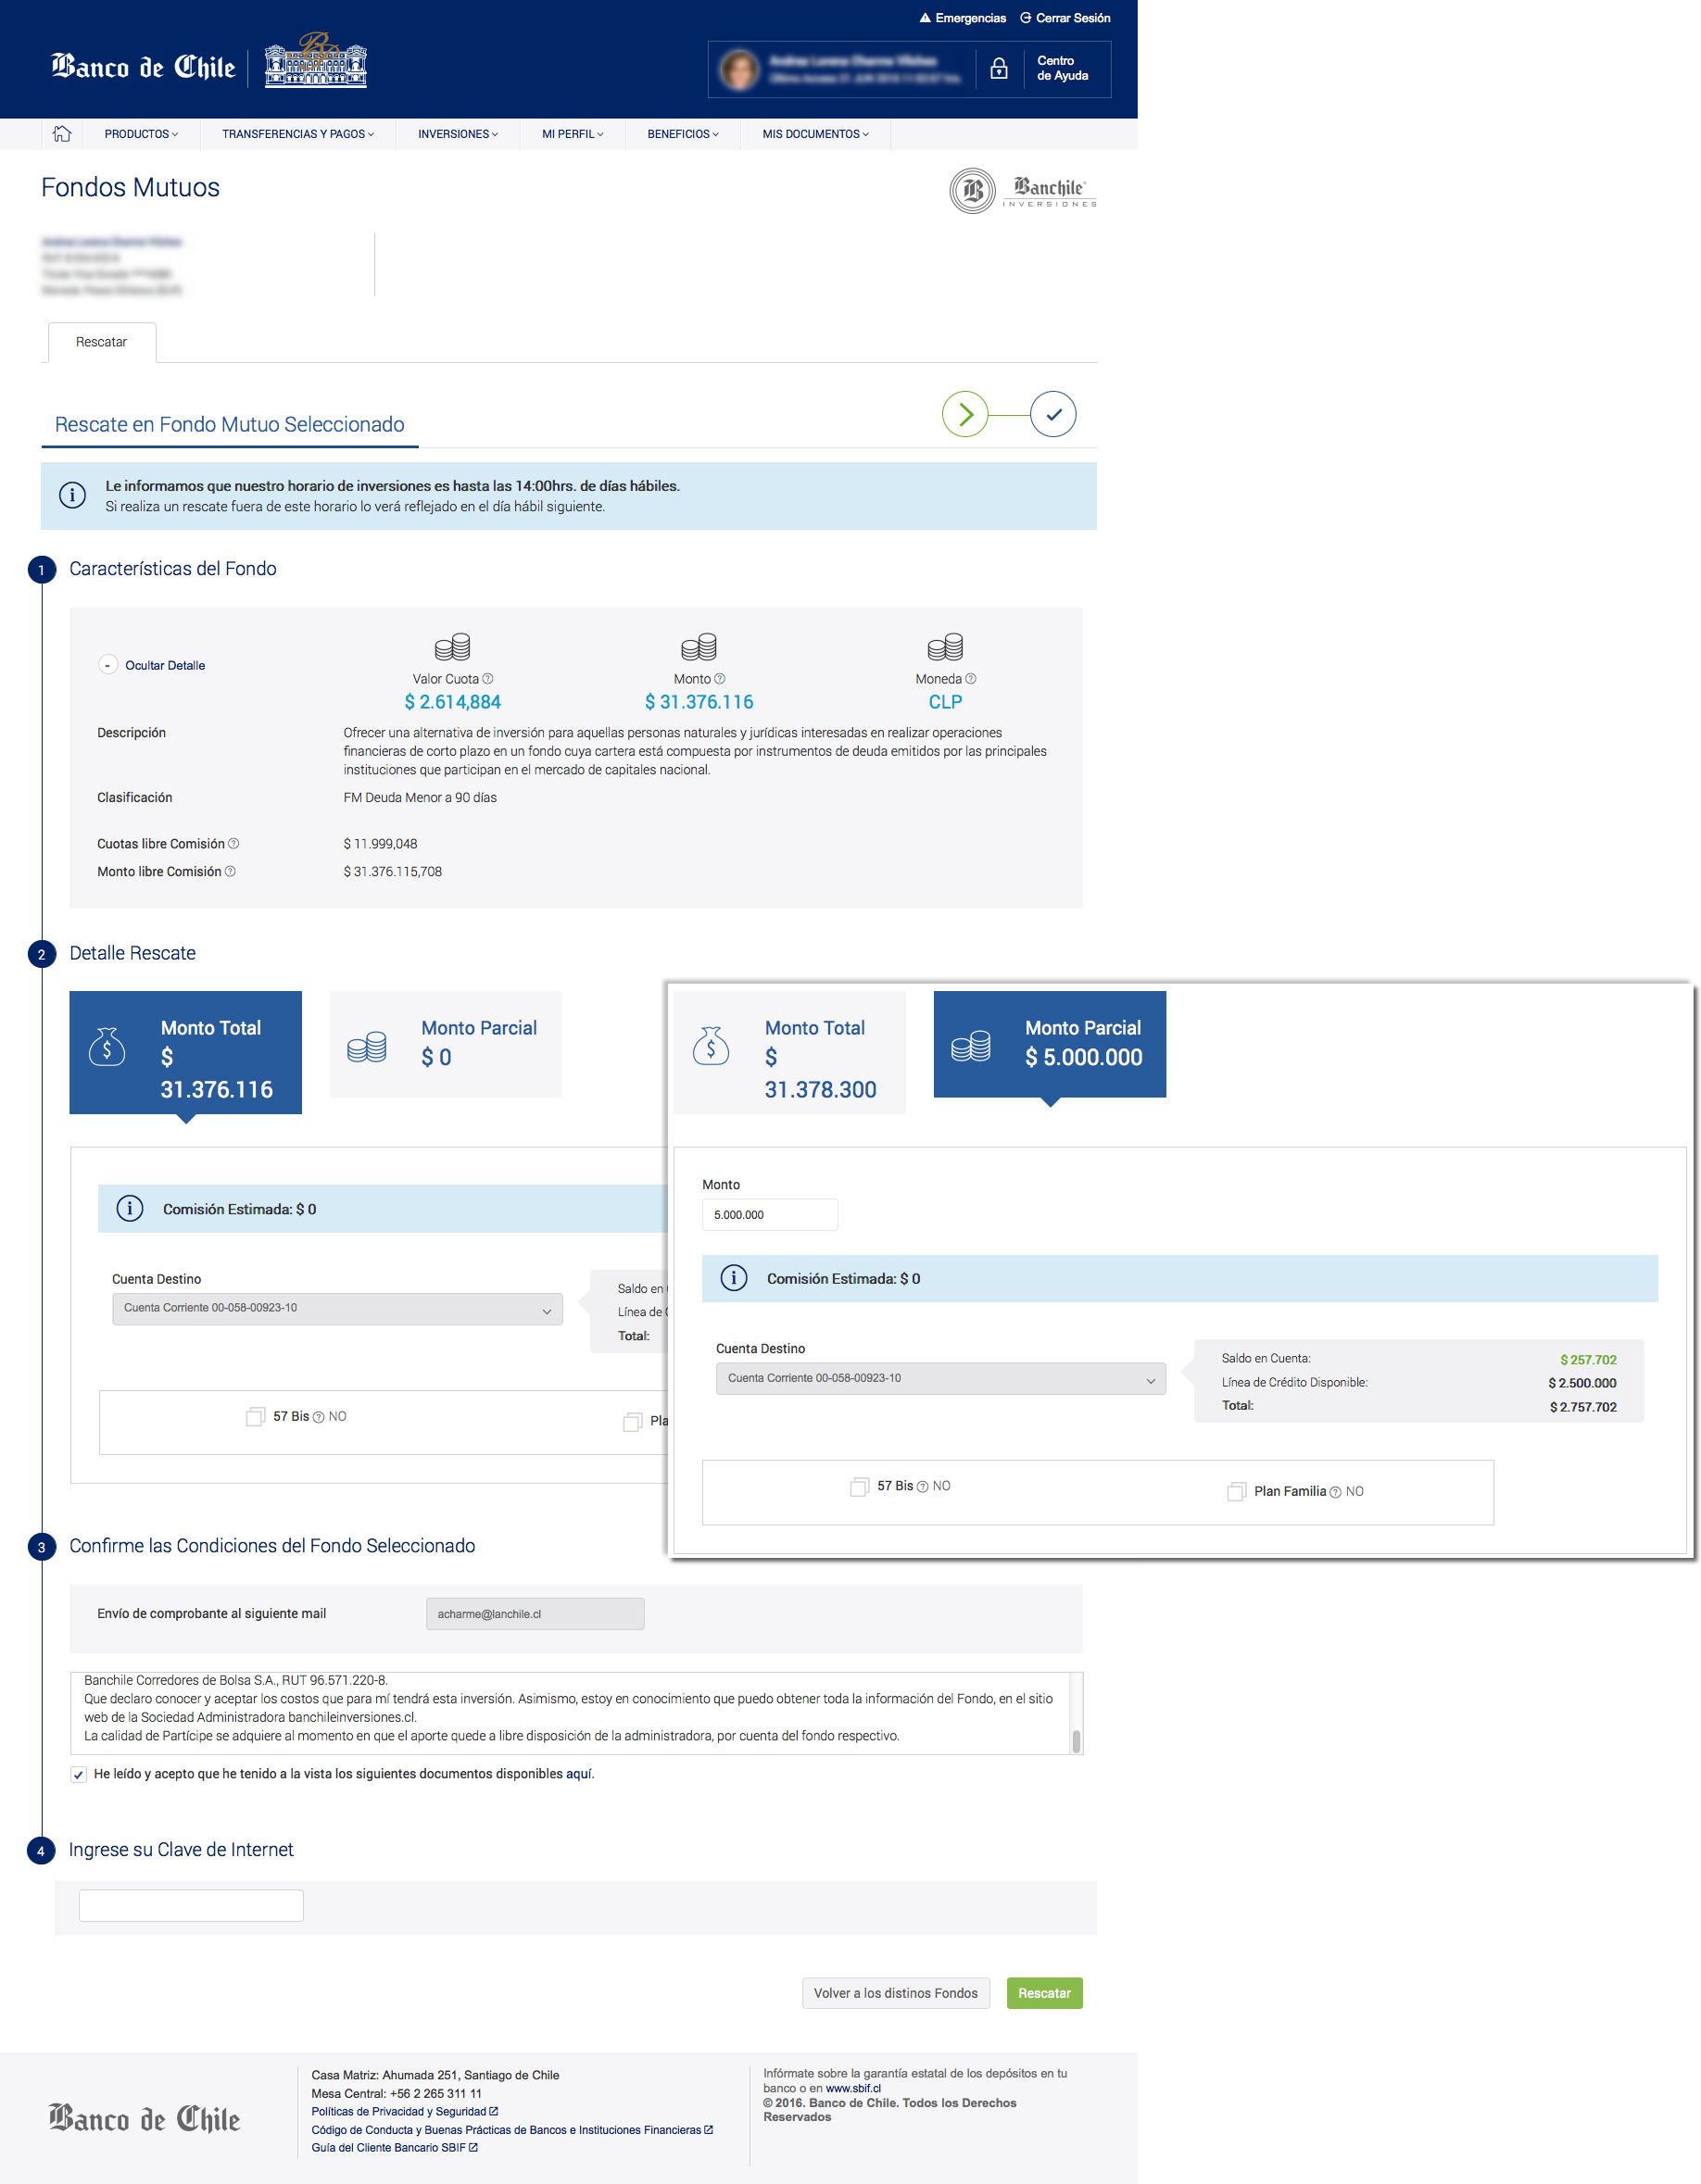 Emergencias
Cerrar Sesión
Banco de Chile
Centro
de Ayuda
PRODUCTOS
TRANSFERENCIAS Y PAGOS
INVERSIONES
MI PERFIL
BENEFICIOS
MIS DOCUMENTOS
Fondos Mutuos
Banchile
INVERSIONES
Rescatar
Rescate en Fondo Mutuo Seleccionado
Le informamos que nuestro horario de inversiones es hasta las 14:00hrs. de días hábiles.
Si realiza un rescate fuera de este horario lo verá reflejado en el día hábil siguiente.
1 Características del Fondo
- Ocultar Detalle
Valor Cuota
$ 2.614,884
Monto
$ 31.376.116
Moneda
CLP
Descripción
Ofrecer una alternativa de inversión para aquellas personas naturales y jurídicas interesadas en realizar operaciones
financieras de corto plazo en un fondo cuya cartera está compuesta por instrumentos de deuda emitidos por las principales
instituciones que participan en el mercado de capitales nacional.
Clasificación
FM Deuda Menor a 90 días
Cuotas libre Comisión
$ 11.999,048
Monto libre Comisión
$ 31.376.115,708
2 Detalle Rescate
Monto Total
$
31.376.116
Monto Parcial
$ 0
Comisión Estimada: $ 0
Cuenta Destino
Cuenta Corriente 00-058-00923-10
Saldo en
Línea de
Total:
57 Bis NO
Pla
Monto Total
$
31.378.300
Monto Parcial
$ 5.000.000
Monto
5.000.000
Comisión Estimada: $ 0
Cuenta Destino
Cuenta Corriente 00-058-00923-10
Saldo en Cuenta: $ 257.702
Línea de Crédito Disponible: $ 2.500.000
Total: $ 2.757.702
57 Bis NO
Plan Familia NO
3 Confirme las Condiciones del Fondo Seleccionado
Envío de comprobante al siguiente mail
acharme@lanchile.cl
Banchile Corredores de Bolsa S.A., RUT 96.571.220-8.
Que declaro conocer y aceptar los costos que para mí tendrá esta inversión. Asimismo, estoy en conocimiento que puedo obtener toda la información del Fondo, en el sitio
web de la Sociedad Administradora banchileinversiones.cl.
La calidad de Partícipe se adquiere al momento en que el aporte quede a libre disposición de la administradora, por cuenta del fondo respectivo.
He leído y acepto que he tenido a la vista los siguientes documentos disponibles aquí.
4 Ingrese su Clave de Internet
Volver a los distinos Fondos
Rescatar
Banco de Chile
Casa Matriz: Ahumada 251, Santiago de Chile
Mesa Central: +56 2 265 311 11
Políticas de Privacidad y Seguridad
Código de Conducta y Buenas Prácticas de Bancos e Instituciones Financieras
Guía del Cliente Bancario SBIF
Infórmate sobre la garantía estatal de los depósitos en tu
banco o en www.sbif.cl
© 2016. Banco de Chile. Todos los Derechos
Reservados